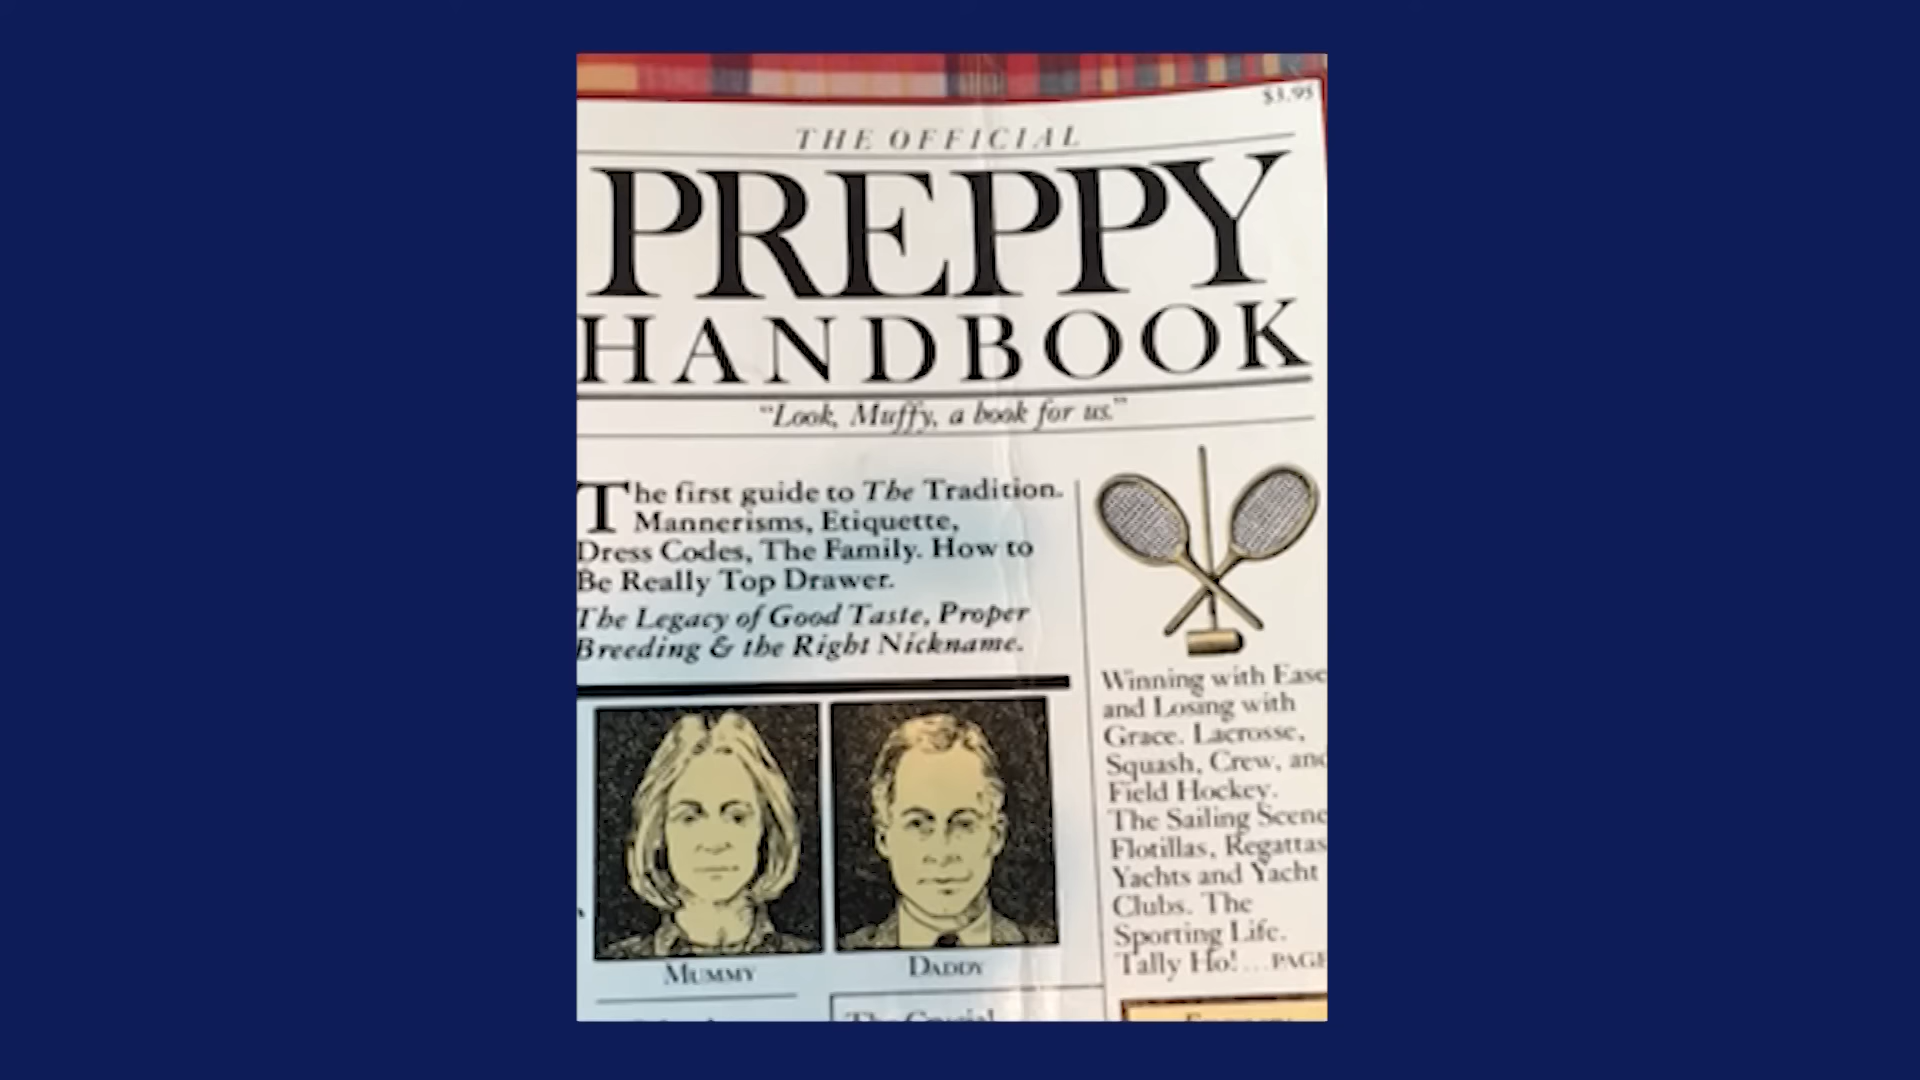 $3.95
THE OFFICIAL
PREPPY
HANDBOOK
"Look, Muffy, a book for us."
The first guide to The Tradition.
Mannerisms, Etiquette,
Dress Codes, The Family. How to
Be Really Top Drawer.
The Legacy of Good Taste, Proper
Breeding & the Right Nickname.
MUMMY
DADDY
Winning with Ease
and Losing with
Grace. Lacrosse,
Squash, Crew, and
Field Hockey.
The Sailing Scene
Flotillas, Regattas
Yachts and Yacht
Clubs. The
Sporting Life.
Tally Ho! ... PAGE